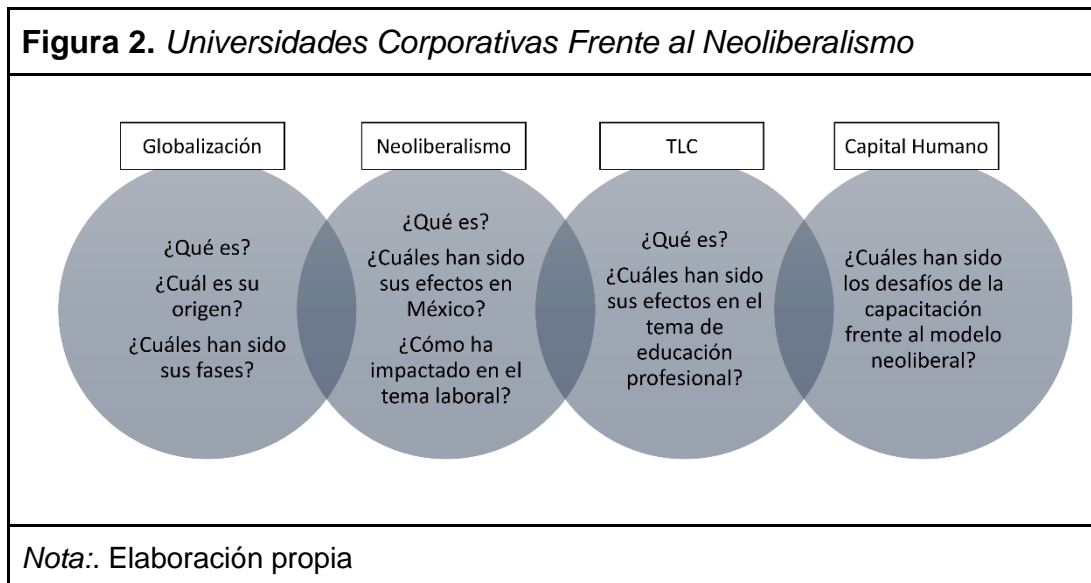 Figura 2. Universidades Corporativas Frente al Neoliberalismo
Globalización
¿Qué es?
¿Cuál es su
origen?
¿Cuáles han sido
sus fases?
Neoliberalismo
¿Qué es?
¿Cuáles han sido
sus efectos en
México?
¿Cómo ha
impactado en el
tema laboral?
TLC
¿Qué es?
¿Cuáles han sido
sus efectos en el
tema de
educación
profesional?
Capital Humano
¿Cuáles han sido
los desafíos de la
capacitación
frente al modelo
neoliberal?
Nota:. Elaboración propia